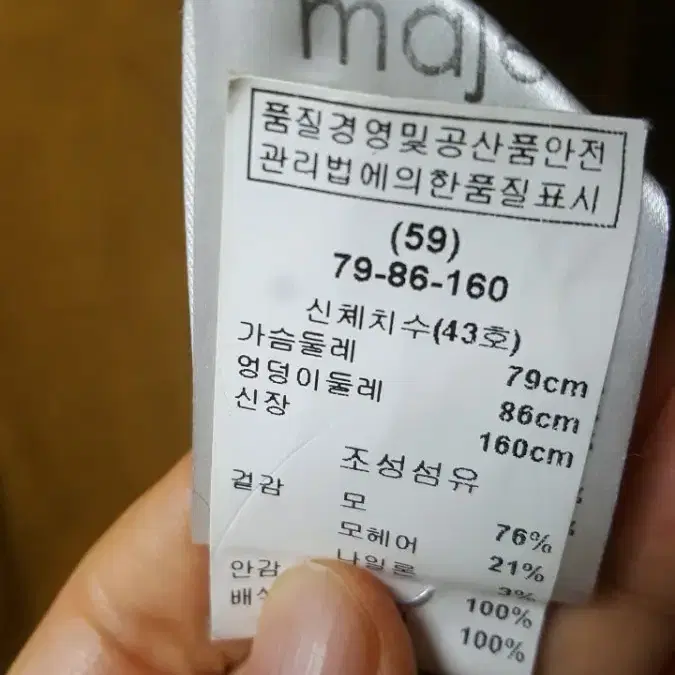 maj
품질경영및공산품안전
관리법에의한품질표시
(59)
79-86-160
신체치수(43호)
가슴둘레 79cm
엉덩이둘레 86cm
신장 160cm
조성섬유
겉감 모 76%
모헤어 21%
나일론 3%
안감 100%
100%